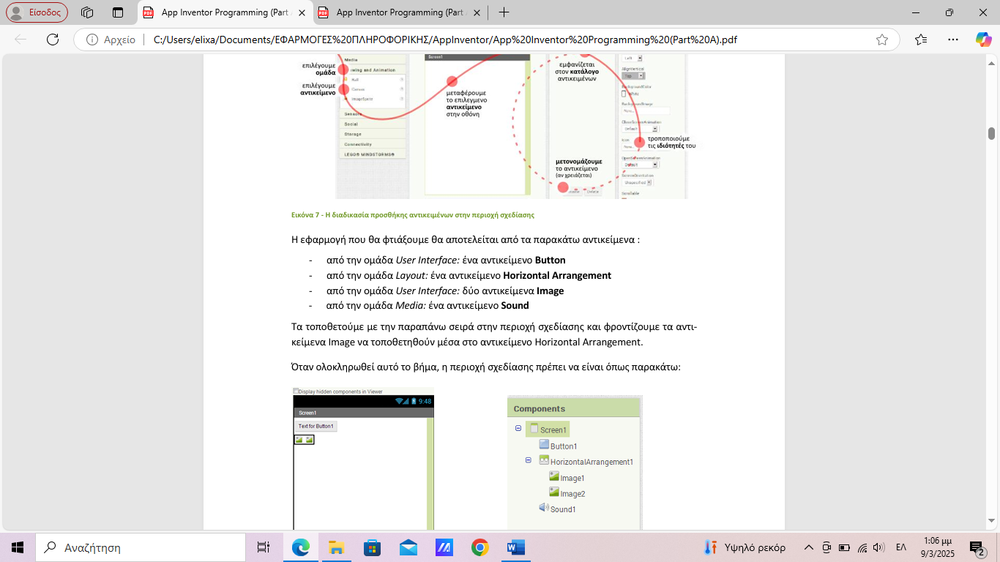 Είσοδος
App Inventor Programming (Part A)
App Inventor Programming (Part
Αρχείο
C:/Users/elixa/Documents/ΕΦΑΡΜΟΓΕΣ%20ΠΛΗΡΟΦΟΡΙΚΗΣ/AppInventor/App%20Inventor%20Programming%20(Part%20A).pdf
επιλέγουμε
ομάδα
επιλέγουμε
αντικείμενο
Media
wing and Animation
Ball
Canvas
ImageSprite
Sensors
Social
Storage
Connectivity
LEGO® MINDSTORMS®
Screen1
μεταφέρουμε
το επιλεγμενο
αντικείμενο
στην οθόνη
εμφανίζεται
στον κατάλογο
αντικειμένων
μετονομάζουμε
το αντικείμενο
(αν χρειάζεται)
Delete
Left
AlignVertical
Top
BackgroundColor
White
BackgroundImage
None...
CloseScreenAnimation
Default
Icon
None...
OpenScreenAnimation
Default
ScreenOrientation
Unspecified
Scrollable
τροποποιούμε
τις ιδιότητές του
Εικόνα 7 - Η διαδικασία προσθήκης αντικειμένων στην περιοχή σχεδίασης
Η εφαρμογή που θα φτιάξουμε θα αποτελείται από τα παρακάτω αντικείμενα :
- από την ομάδα User Interface: ένα αντικείμενο Button
- από την ομάδα Layout: ένα αντικείμενο Horizontal Arrangement
- από την ομάδα User Interface: δύο αντικείμενα Image
- από την ομάδα Media: ένα αντικείμενο Sound
Τα τοποθετούμε με την παραπάνω σειρά στην περιοχή σχεδίασης και φροντίζουμε τα αντι-
κείμενα Image να τοποθετηθούν μέσα στο αντικείμενο Horizontal Arrangement.
Όταν ολοκληρωθεί αυτό το βήμα, η περιοχή σχεδίασης πρέπει να είναι όπως παρακάτω:
Display hidden components in Viewer
9:48
Screen1
Text for Button1
Components
Screen1
Button1
HorizontalArrangement1
Image1
Image2
Sound1
Αναζήτηση
Υψηλό ρεκόρ
ΕΛ
1:06 μμ
9/3/2025
2